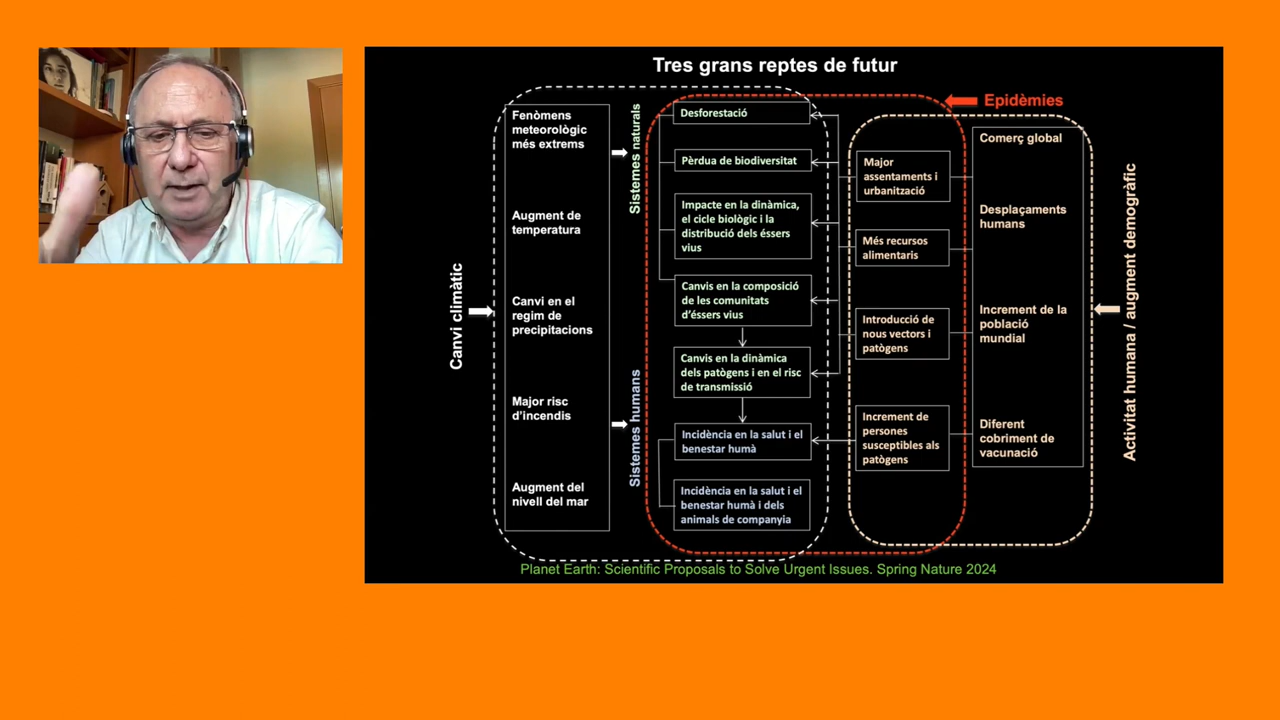 Tres grans reptes de futur
Epidèmies
Canvi climàtic
Fenòmens
meteorològic
més extrems
Augment de
temperatura
Canvi en el
regim de
precipitacions
Major risc
d'incendis
Augment del
nivell del mar
Sistemes naturals
Sistemes humans
Desforestació
Pèrdua de biodiversitat
Impacte en la dinàmica,
el cicle biològic i la
distribució dels éssers
vius
Canvis en la composició
de les comunitats
d'éssers vius
Canvis en la dinàmica
dels patògens i en el risc
de transmissió
Incidència en la salut i el
benestar humà
Incidència en la salut i el
benestar humà i dels
animals de companyia
Major
assentaments i
urbanització
Més recursos
alimentaris
Introducció de
nous vectors i
patògens
Increment de
persones
susceptibles als
patògens
Comerç global
Desplaçaments
humans
Increment de la
població
mundial
Diferent
cobriment de
vacunació
Activitat humana / augment demogràfic
Planet Earth: Scientific Proposals to Solve Urgent Issues. Spring Nature 2024